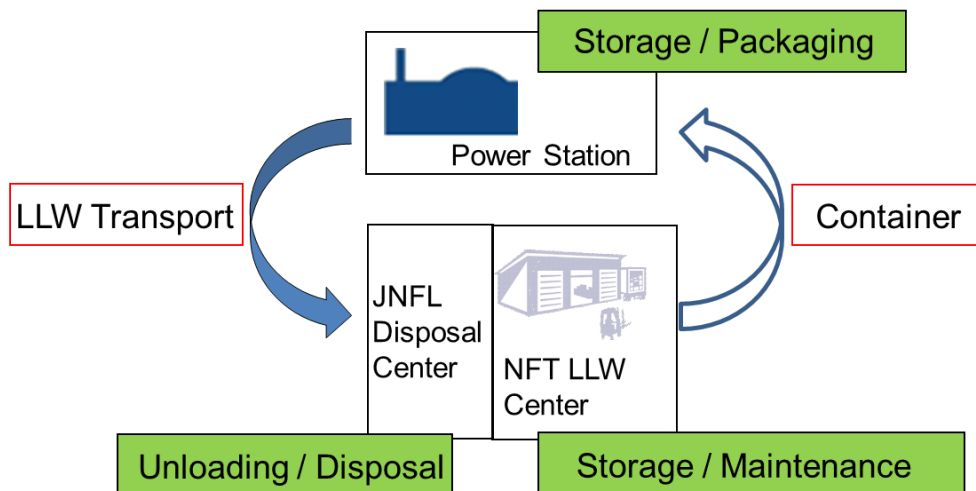 Storage / Packaging
Power Station
LLW Transport
Container
JNFL
Disposal
Center
NFT LLW
Center
Unloading / Disposal
Storage / Maintenance